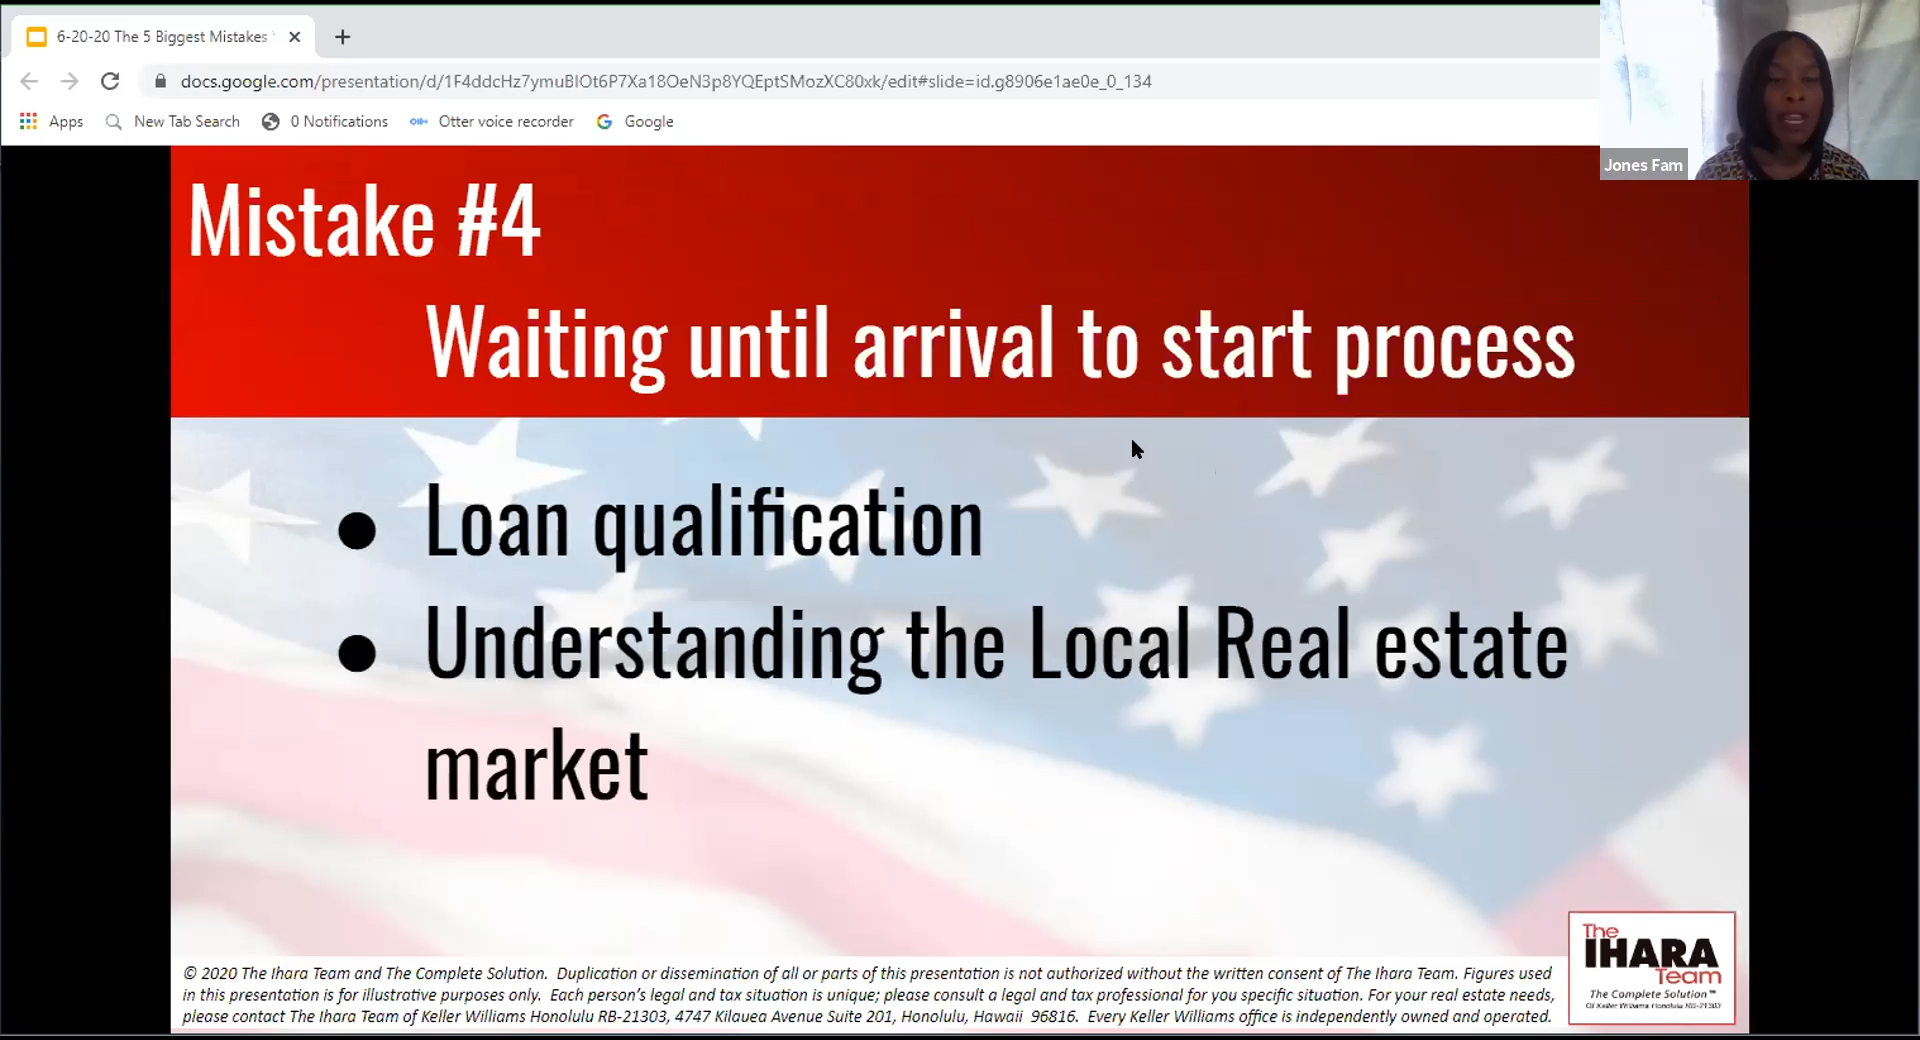 6-20-20 The 5 Biggest Mistakes
docs.google.com/presentation/d/1F4ddcHz7ymuBIOt6P7Xa18OeN3p8YQEptSMozXC80xk/edit#slide=id.g8906e1ae0e_0_134
Apps New Tab Search 0 Notifications Otter voice recorder Google
Jones Fam
Mistake #4
Waiting until arrival to start process
● Loan qualification
● Understanding the Local Real estate
market
© 2020 The Ihara Team and The Complete Solution. Duplication or dissemination of all or parts of this presentation is not authorized without the written consent of The Ihara Team. Figures used
in this presentation is for illustrative purposes only. Each person's legal and tax situation is unique; please consult a legal and tax professional for you specific situation. For your real estate needs,
please contact The Ihara Team of Keller Williams Honolulu RB-21303, 4747 Kilauea Avenue Suite 201, Honolulu, Hawaii 96816. Every Keller Williams office is independently owned and operated.
The
IHARA
Team
The Complete Solution™
Of Keller Williams Honolulu RB-21303